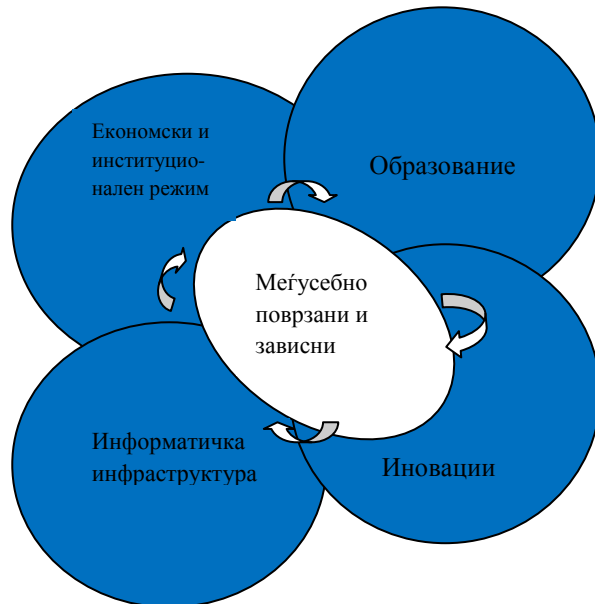 Економски и
институцио-
нален режим
Образование
Меѓусебно
поврзани и
зависни
Информатичка
инфраструктура
Иновации